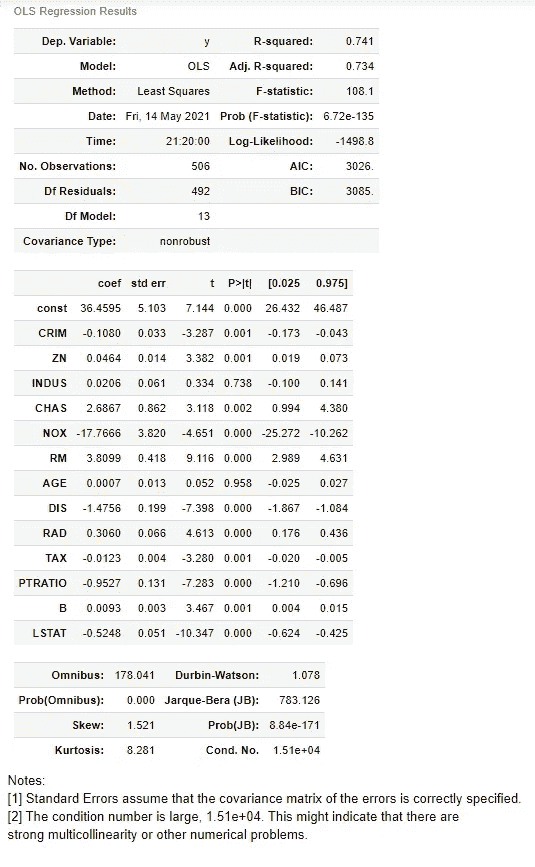 OLS Regression Results
Dep. Variable: y R-squared: 0.741
Model: OLS Adj. R-squared: 0.734
Method: Least Squares F-statistic: 108.1
Date: Fri, 14 May 2021 Prob (F-statistic): 6.72e-135
Time: 21:20:00 Log-Likelihood: -1498.8
No. Observations: 506 AIC: 3026.
Df Residuals: 492 BIC: 3085.
Df Model: 13
Covariance Type: nonrobust
coef std err t P>|t| [0.025 0.975]
const 36.4595 5.103 7.144 0.000 26.432 46.487
CRIM -0.1080 0.033 -3.287 0.001 -0.173 -0.043
ZN 0.0464 0.014 3.382 0.001 0.019 0.073
INDUS 0.0206 0.061 0.334 0.738 -0.100 0.141
CHAS 2.6867 0.862 3.118 0.002 0.994 4.380
NOX -17.7666 3.820 -4.651 0.000 -25.272 -10.262
RM 3.8099 0.418 9.116 0.000 2.989 4.631
AGE 0.0007 0.013 0.052 0.958 -0.025 0.027
DIS -1.4756 0.199 -7.398 0.000 -1.867 -1.084
RAD 0.3060 0.066 4.613 0.000 0.176 0.436
TAX -0.0123 0.004 -3.280 0.001 -0.020 -0.005
PTRATIO -0.9527 0.131 -7.283 0.000 -1.210 -0.696
B 0.0093 0.003 3.467 0.001 0.004 0.015
LSTAT -0.5248 0.051 -10.347 0.000 -0.624 -0.425
Omnibus: 178.041 Durbin-Watson: 1.078
Prob(Omnibus): 0.000 Jarque-Bera (JB): 783.126
Skew: 1.521 Prob(JB): 8.84e-171
Kurtosis: 8.281 Cond. No. 1.51e+04
Notes:
[1] Standard Errors assume that the covariance matrix of the errors is correctly specified.
[2] The condition number is large, 1.51e+04. This might indicate that there are
strong multicollinearity or other numerical problems.